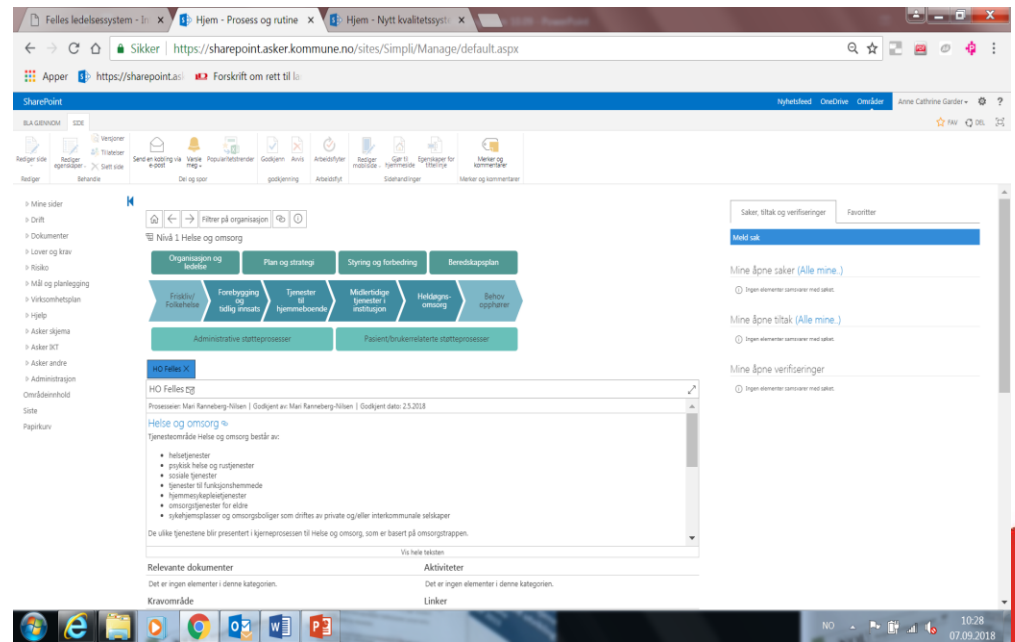 Felles ledelsessystem - In
Hjem - Prosess og rutine
Hjem - Nytt kvalitetssyste
Sikker | https://sharepoint.asker.kommune.no/sites/Simpli/Manage/default.aspx
Apper https://sharepoint.ask Forskrift om rett til la
SharePoint Nyhetsfeed OneDrive Områder Anne Cathrine Garder ?
BLA GJENNOM SIDE FAV DEL
Rediger side Rediger egenskaper Versjoner Tillatelser Slett side Send en kobling via e-post Varsle meg Popularitetstrender Godkjenn Avvis Arbeidsflyter Rediger mobilside Gjør til hjemmeside Egenskaper for tittellinje Merker og kommentarer
Rediger Behandle Del og spor godkjenning Arbeidsflyt Sidehandlinger Merker og kommentarer
Mine sider
Drift
Dokumenter
Lover og krav
Risiko
Mål og planlegging
Virksomhetsplan
Hjelp
Asker skjema
Asker IKT
Asker andre
Administrasjon
Områdeinnhold
Siste
Papirkurv
Filtrer på organisasjon
Nivå 1 Helse og omsorg
Organisasjon og ledelse
Plan og strategi
Styring og forbedring
Beredskapsplan
Friskliv/ Folkehelse
Forebygging og tidlig innsats
Tjenester til hjemmeboende
Midlertidige tjenester i institusjon
Heldøgns- omsorg
Behov opphører
Administrative støtteprosesser
Pasient/brukerrelaterte støtteprosesser
HO Felles X
HO Felles
Prosesseier: Mari Ranneberg-Nilsen | Godkjent av: Mari Ranneberg-Nilsen | Godkjent dato: 2.5.2018
Helse og omsorg
Tjenesteområde Helse og omsorg består av:
• helsetjenester
• psykisk helse og rustjenester
• sosiale tjenester
• tjenester til funksjonshemmede
• hjemmesykepleietjenester
• omsorgstjenester for eldre
• sykehjemsplasser og omsorgsboliger som driftes av private og/eller interkommunale selskaper
De ulike tjenestene blir presentert i kjerneprosessen til Helse og omsorg, som er basert på omsorgstrappen.
Vis hele teksten
Relevante dokumenter Aktiviteter
Det er ingen elementer i denne kategorien. Det er ingen elementer i denne kategorien.
Kravområde Linker
Saker, tiltak og verifiseringer Favoritter
Meld sak
Mine åpne saker (Alle mine..)
Ingen elementer samsvarer med søket.
Mine åpne tiltak (Alle mine..)
Ingen elementer samsvarer med søket.
Mine åpne verifiseringer
Ingen elementer samsvarer med søket.
NO 10:28
07.09.2018